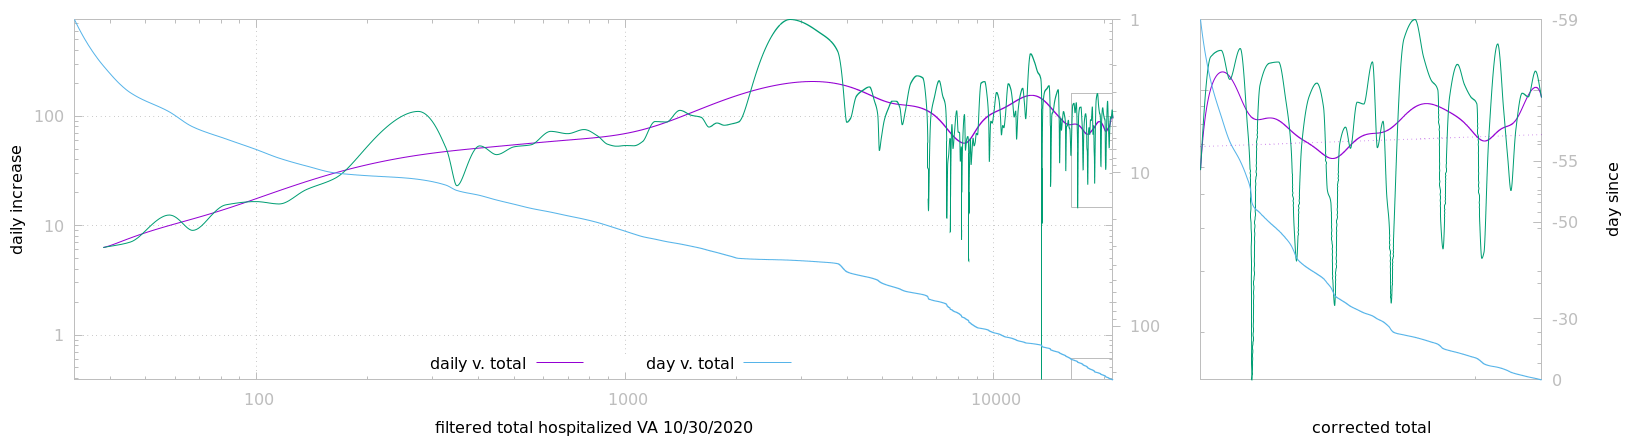 daily increase
100
10
1
1
10
100
daily v. total
day v. total
100
1000
10000
filtered total hospitalized VA 10/30/2020
-59
-55
-50
-30
0
day since
corrected total